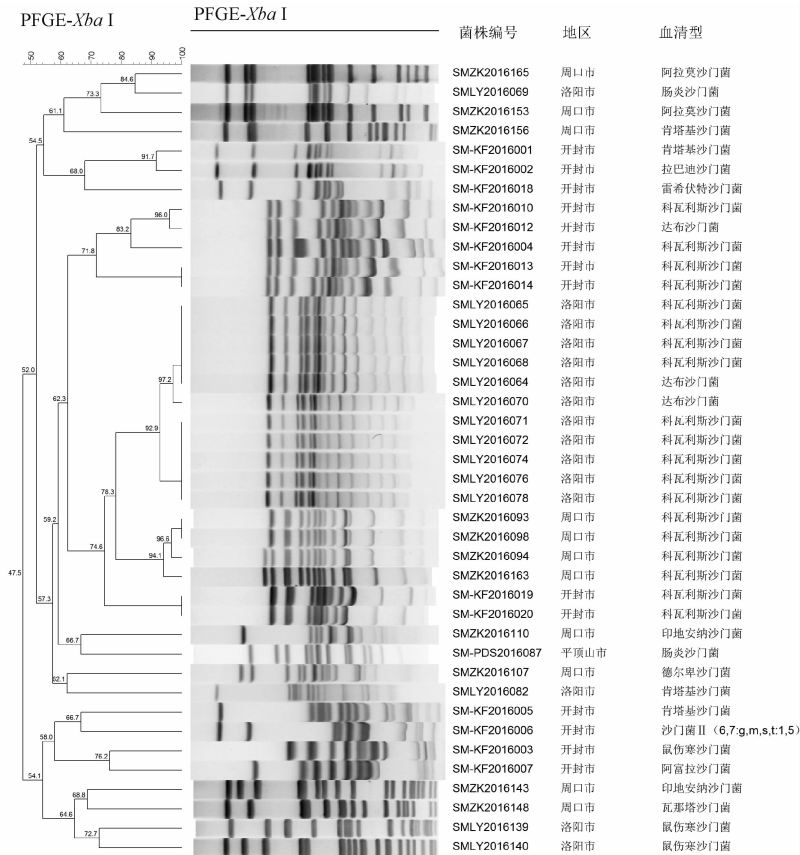 PFGE-Xba I
PFGE-Xba I
菌株编号 地区 血清型
50 60 70 80 90 100
SMZK2016165 周口市 阿拉莫沙门菌
SMLY2016069 洛阳市 肠炎沙门菌
SMZK2016153 周口市 阿拉莫沙门菌
SMZK2016156 周口市 肯塔基沙门菌
SM-KF2016001 开封市 肯塔基沙门菌
SM-KF2016002 开封市 拉巴迪沙门菌
SM-KF2016018 开封市 雷希伏特沙门菌
SM-KF2016010 开封市 科瓦利斯沙门菌
SM-KF2016012 开封市 达布沙门菌
SM-KF2016004 开封市 科瓦利斯沙门菌
SM-KF2016013 开封市 科瓦利斯沙门菌
SM-KF2016014 开封市 科瓦利斯沙门菌
SMLY2016065 洛阳市 科瓦利斯沙门菌
SMLY2016066 洛阳市 科瓦利斯沙门菌
SMLY2016067 洛阳市 科瓦利斯沙门菌
SMLY2016068 洛阳市 科瓦利斯沙门菌
SMLY2016064 洛阳市 达布沙门菌
SMLY2016070 洛阳市 达布沙门菌
SMLY2016071 洛阳市 科瓦利斯沙门菌
SMLY2016072 洛阳市 科瓦利斯沙门菌
SMLY2016074 洛阳市 科瓦利斯沙门菌
SMLY2016076 洛阳市 科瓦利斯沙门菌
SMLY2016078 洛阳市 科瓦利斯沙门菌
SMZK2016093 周口市 科瓦利斯沙门菌
SMZK2016098 周口市 科瓦利斯沙门菌
SMZK2016094 周口市 科瓦利斯沙门菌
SMZK2016163 周口市 科瓦利斯沙门菌
SM-KF2016019 开封市 科瓦利斯沙门菌
SM-KF2016020 开封市 科瓦利斯沙门菌
SMZK2016110 周口市 印地安纳沙门菌
SM-PDS2016087 平顶山市 肠炎沙门菌
SMZK2016107 周口市 德尔卑沙门菌
SMLY2016082 洛阳市 肯塔基沙门菌
SM-KF2016005 开封市 肯塔基沙门菌
SM-KF2016006 开封市 沙门菌Ⅱ（6,7:g,m,s,t:1,5）
SM-KF2016003 开封市 鼠伤寒沙门菌
SM-KF2016007 开封市 阿富拉沙门菌
SMZK2016143 周口市 印地安纳沙门菌
SMZK2016148 周口市 瓦那塔沙门菌
SMLY2016139 洛阳市 鼠伤寒沙门菌
SMLY2016140 洛阳市 鼠伤寒沙门菌
84.6
73.3
61.1
54.5
91.7
68.0
96.0
83.2
71.8
52.0
97.2
62.3
92.9
78.3
59.2
96.6
74.6
94.1
47.5
57.3
66.7
62.1
66.7
58.0
76.2
54.1
68.8
64.6
72.7